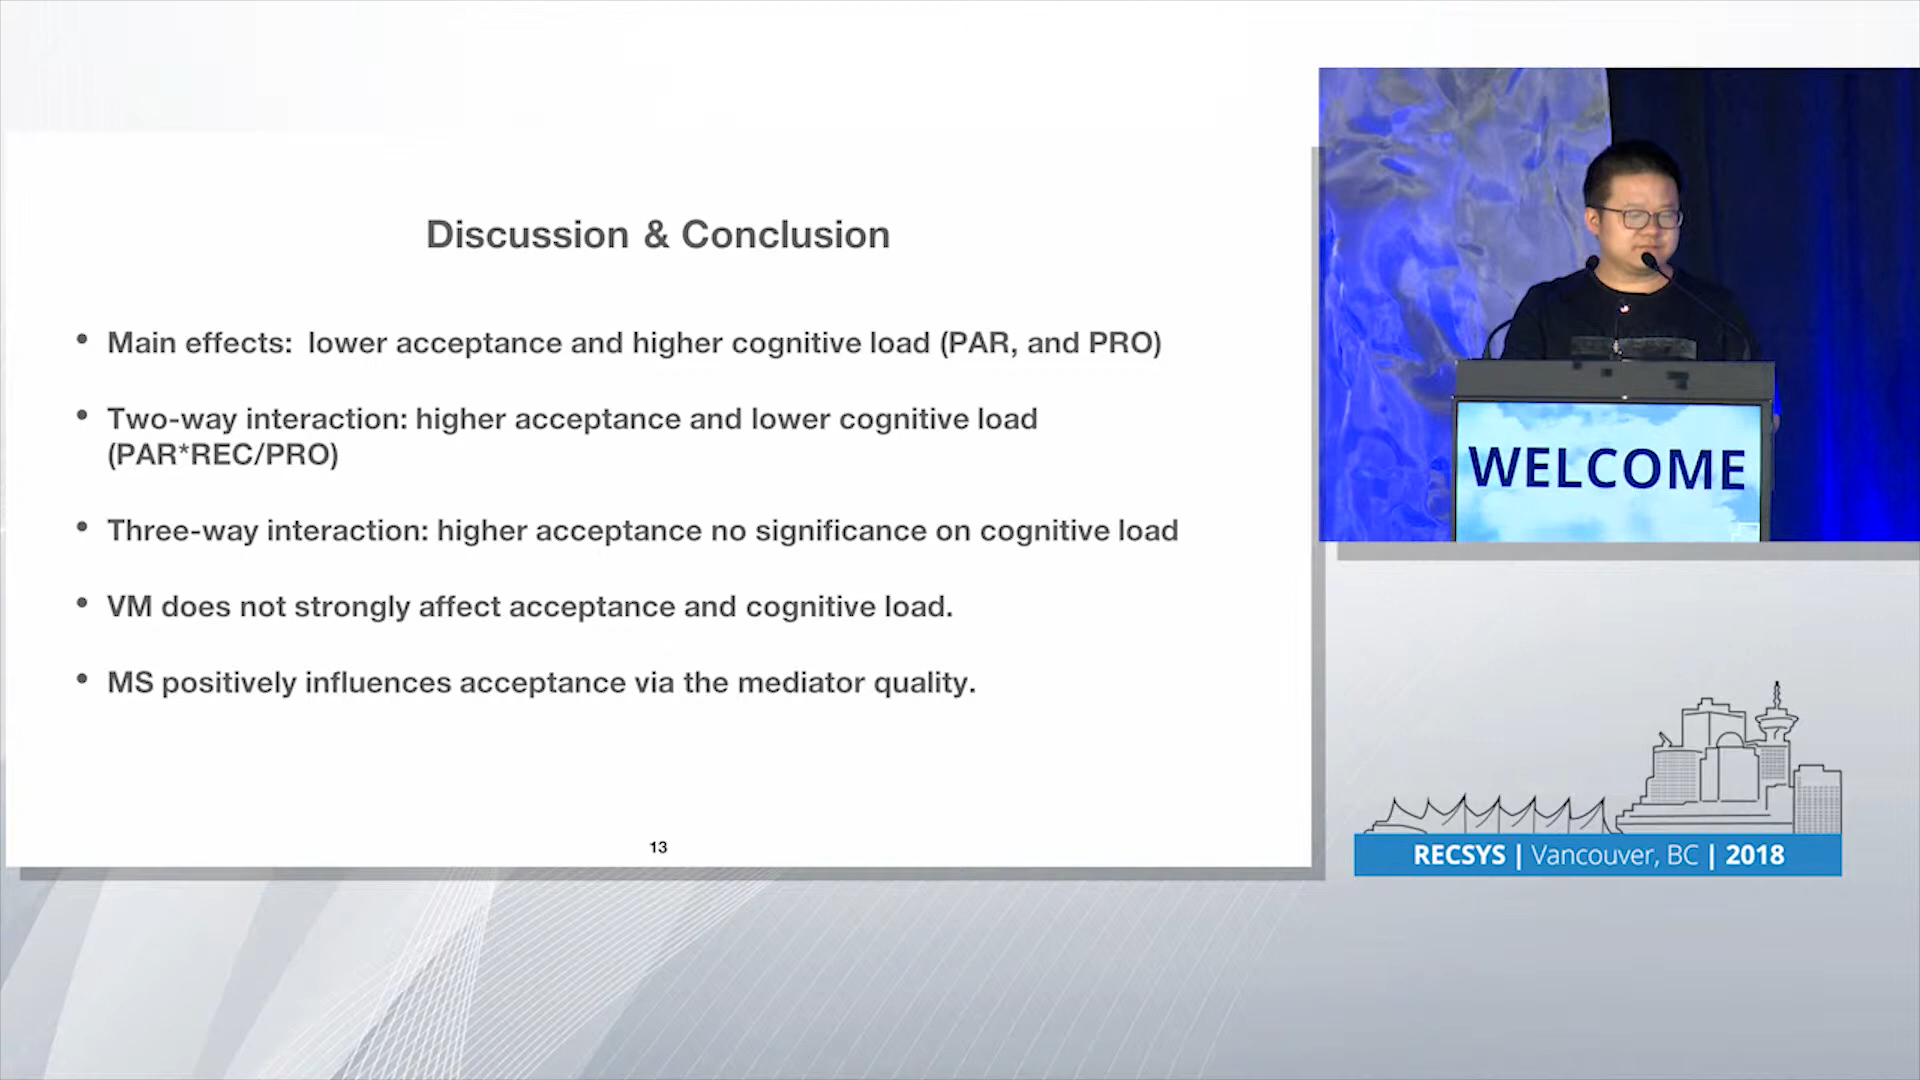 Discussion & Conclusion
• Main effects:  lower acceptance and higher cognitive load (PAR, and PRO)
• Two-way interaction: higher acceptance and lower cognitive load
(PAR*REC/PRO)
• Three-way interaction: higher acceptance no significance on cognitive load
• VM does not strongly affect acceptance and cognitive load.
• MS positively influences acceptance via the mediator quality.
13
WELCOME
RECSYS | Vancouver, BC | 2018